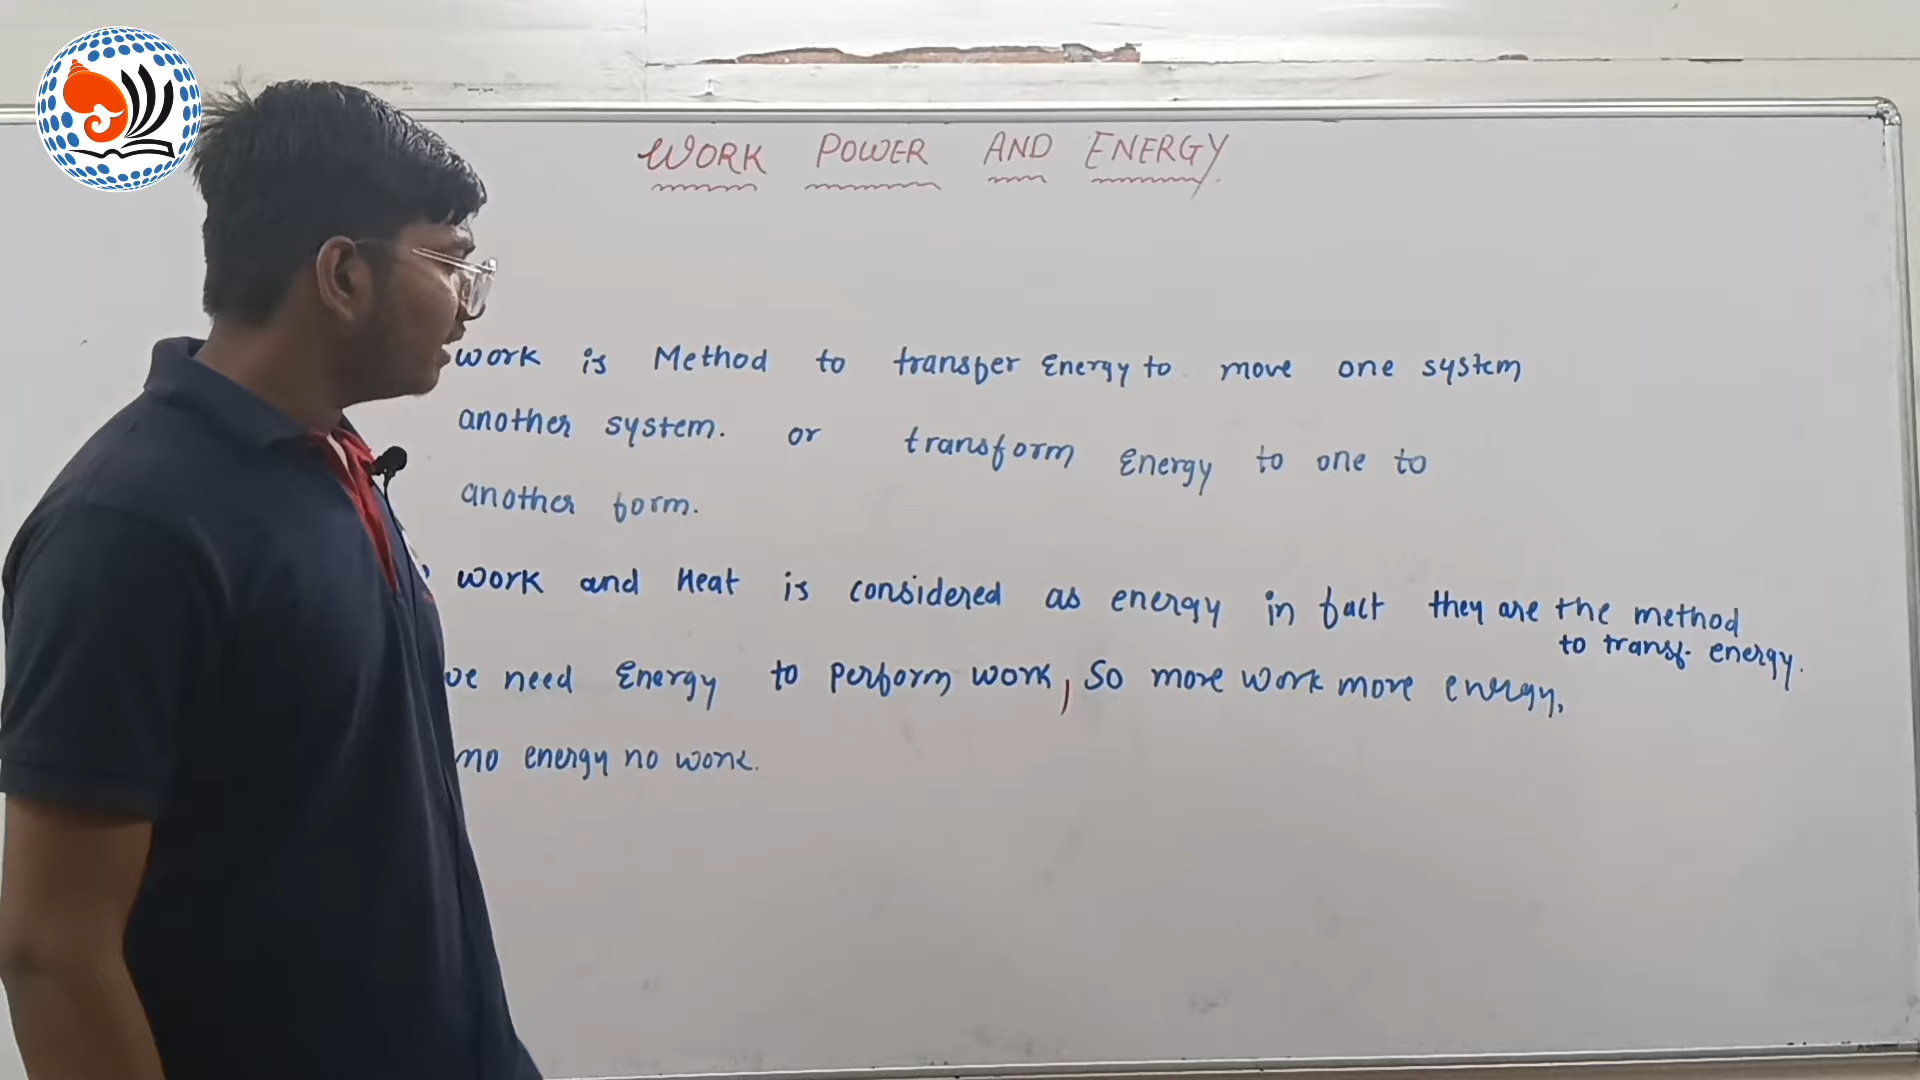 WORK POWER AND ENERGY.
work is Method to transfer Energy to move one system
another system. or transform Energy to one to
another form.
work and Heat is considered as energy in fact they are the method
to transf. energy.
we need Energy to perform work, So more work more energy,
no energy no work.